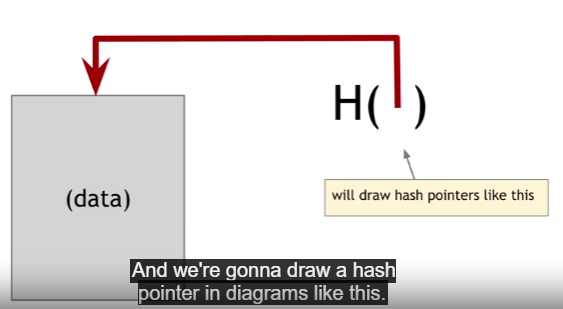 H( )
(data)
will draw hash pointers like this
And we're gonna draw a hash
pointer in diagrams like this.